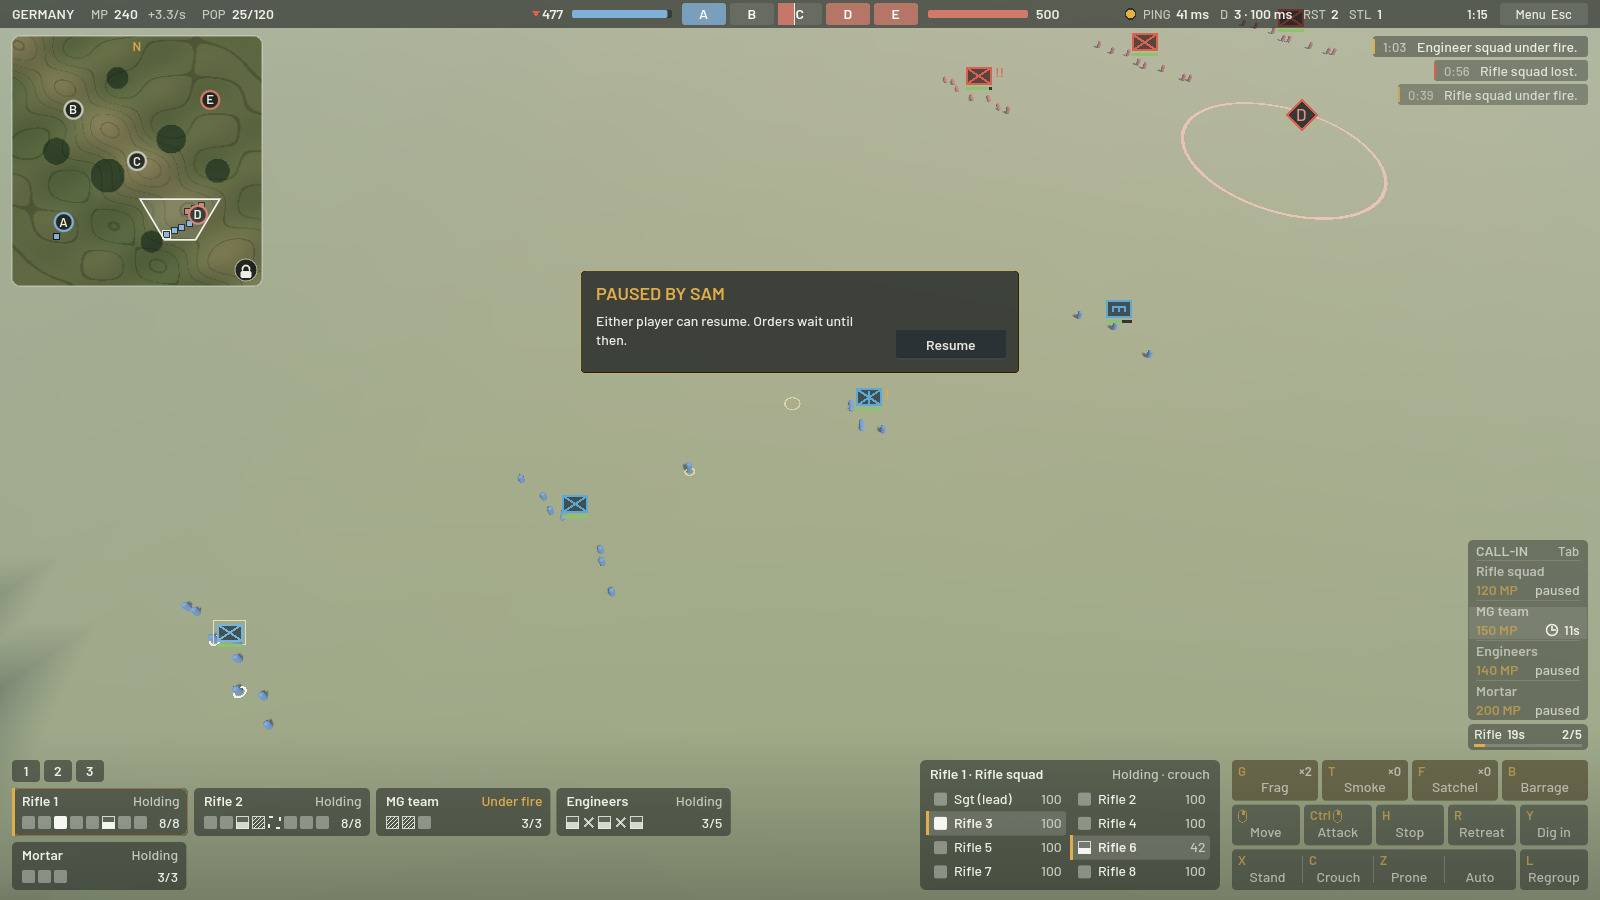 GERMANY MP 240 +3.3/s POP 25/120 477 A B C D E 500 PING 41 ms D 3 · 100 ms RST 2 STL 1 1:15 Menu Esc
N
B
E
C
A
D
1:03 Engineer squad under fire.
0:56 Rifle squad lost.
0:39 Rifle squad under fire.
!!
D
PAUSED BY SAM
Either player can resume. Orders wait until
then.
Resume
E
CALL-IN Tab
Rifle squad
120 MP paused
MG team
150 MP 11s
Engineers
140 MP paused
Mortar
200 MP paused
Rifle 19s 2/5
1 2 3
Rifle 1 Holding
8/8
Rifle 2 Holding
8/8
MG team Under fire
3/3
Engineers Holding
3/5
Mortar Holding
3/3
Rifle 1 · Rifle squad Holding · crouch
Sgt (lead) 100 Rifle 2 100
Rifle 3 100 Rifle 4 100
Rifle 5 100 Rifle 6 42
Rifle 7 100 Rifle 8 100
G ×2 T ×0 F ×0 B
Frag Smoke Satchel Barrage
Ctrl H R Y
Move Attack Stop Retreat Dig in
X C Z L
Stand Crouch Prone Auto Regroup